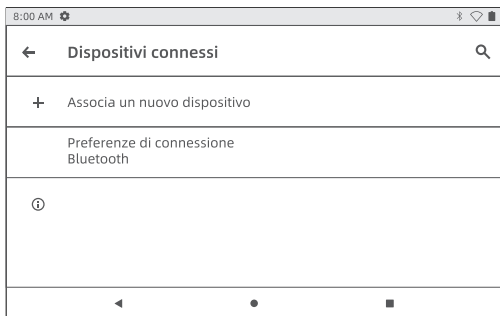 8:00 AM
Dispositivi connessi
Associa un nuovo dispositivo
Preferenze di connessione
Bluetooth